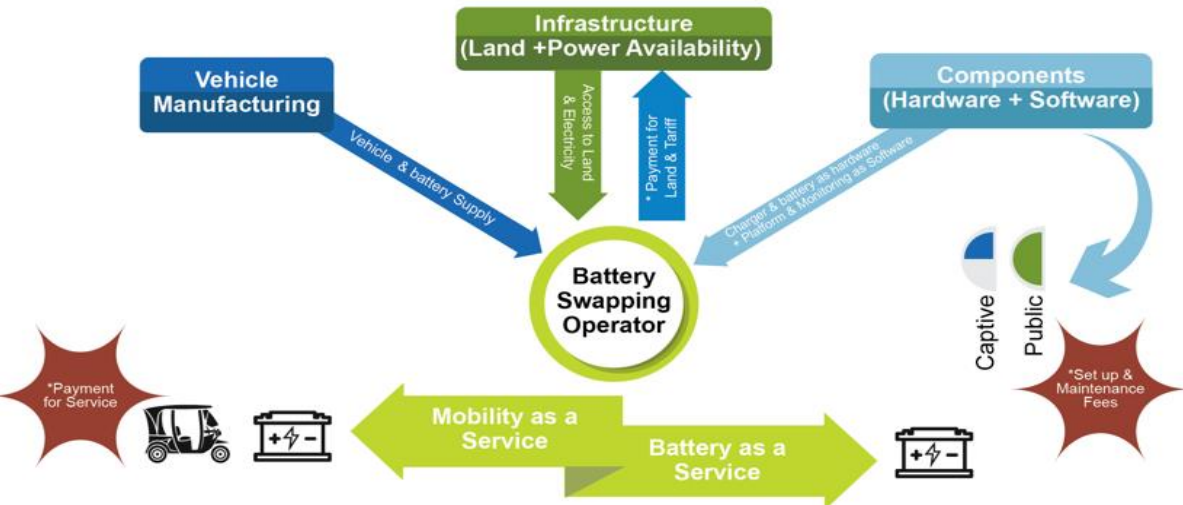 Infrastructure
(Land +Power Availability)
Vehicle
Manufacturing
Components
(Hardware + Software)
Vehicle & battery Supply
Access to Land
& Electricity
* Payment for
Land & Tariff
Charger & battery as hardware
+ Platform & Monitoring as Software
Battery
Swapping
Operator
Captive
Public
*Payment
for Service
*Set up &
Maintenance
Fees
Mobility as a
Service
Battery as a
Service